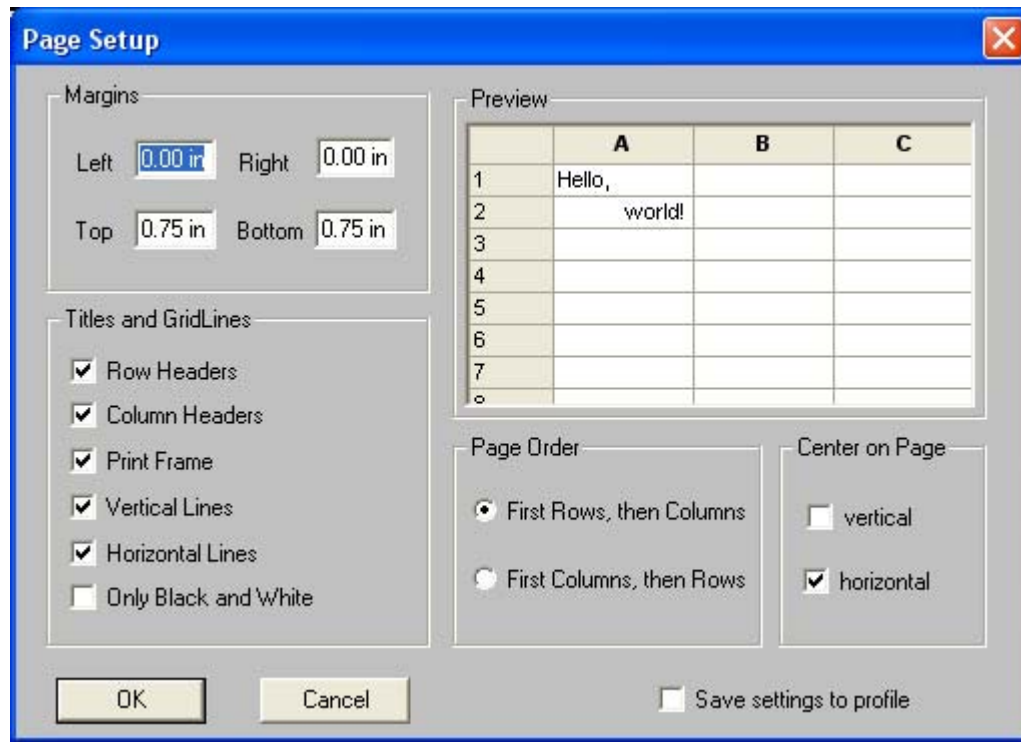 Page Setup
Margins
Left 0.00 in Right 0.00 in
Top 0.75 in Bottom 0.75 in
Titles and GridLines
Row Headers
Column Headers
Print Frame
Vertical Lines
Horizontal Lines
Only Black and White
Preview
A B C
1 Hello,
2 world!
3
4
5
6
7
Page Order
First Rows, then Columns
First Columns, then Rows
Center on Page
vertical
horizontal
OK Cancel Save settings to profile